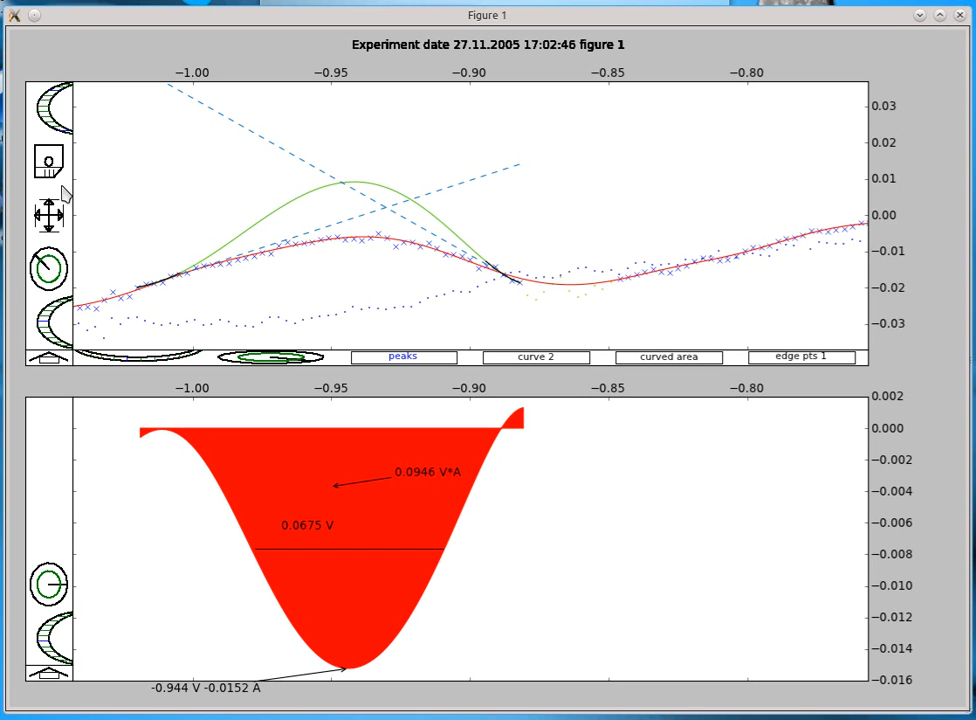 Figure 1
Experiment date 27.11.2005 17:02:46 figure 1
−1.00 −0.95 −0.90 −0.85 −0.80
0.03
0.02
0.01
0.00
−0.01
−0.02
−0.03
peaks curve 2 curved area edge pts 1
−1.00 −0.95 −0.90 −0.85 −0.80
0.002
0.000
−0.002
0.0946 V*A
−0.004
0.0675 V
−0.006
−0.008
−0.010
−0.012
−0.014
−0.016
-0.944 V -0.0152 A